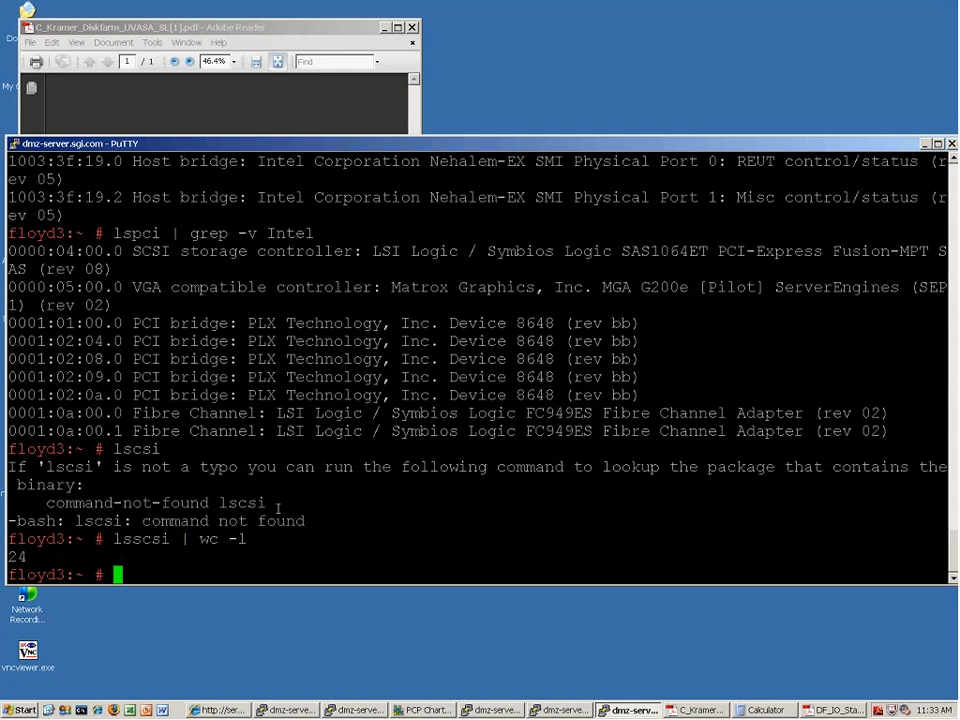 Do
C_Kramer_Diskfarm_UVASA_SL[1].pdf - Adobe Reader
File Edit View Document Tools Window Help
1 / 1 46.4% Find
My C
dmz-server.sgi.com - PuTTY
1003:3f:19.0 Host bridge: Intel Corporation Nehalem-EX SMI Physical Port 0: REUT control/status (r
ev 05)
1003:3f:19.2 Host bridge: Intel Corporation Nehalem-EX SMI Physical Port 1: Misc control/status (r
ev 05)
floyd3:~ # lspci | grep -v Intel
0000:04:00.0 SCSI storage controller: LSI Logic / Symbios Logic SAS1064ET PCI-Express Fusion-MPT S
AS (rev 08)
0000:05:00.0 VGA compatible controller: Matrox Graphics, Inc. MGA G200e [Pilot] ServerEngines (SEP
1) (rev 02)
0001:01:00.0 PCI bridge: PLX Technology, Inc. Device 8648 (rev bb)
0001:02:04.0 PCI bridge: PLX Technology, Inc. Device 8648 (rev bb)
0001:02:08.0 PCI bridge: PLX Technology, Inc. Device 8648 (rev bb)
0001:02:09.0 PCI bridge: PLX Technology, Inc. Device 8648 (rev bb)
0001:02:0a.0 PCI bridge: PLX Technology, Inc. Device 8648 (rev bb)
0001:0a:00.0 Fibre Channel: LSI Logic / Symbios Logic FC949ES Fibre Channel Adapter (rev 02)
0001:0a:00.1 Fibre Channel: LSI Logic / Symbios Logic FC949ES Fibre Channel Adapter (rev 02)
floyd3:~ # lscsi
If 'lscsi' is not a typo you can run the following command to lookup the package that contains the
binary:
command-not-found lscsi
-bash: lscsi: command not found
floyd3:~ # lsscsi | wc -l
24
floyd3:~ #
Network
Recordi...
vncviewer.exe
Start http://ser... dmz-serve... dmz-serve... PCP Chart... dmz-serve... dmz-serve... dmz-serv... C_Kramer... Calculator DF_IO_Sta... 11:33 AM